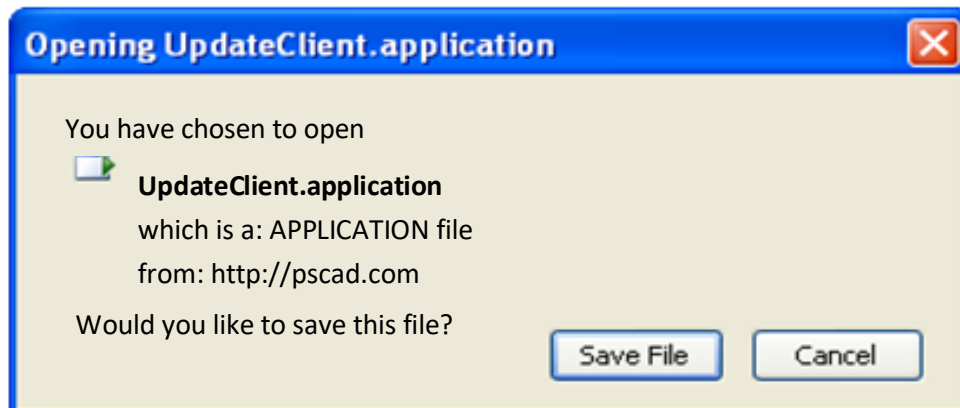 Opening UpdateClient.application
You have chosen to open
UpdateClient.application
which is a: APPLICATION file
from: http://pscad.com
Would you like to save this file?
Save File
Cancel